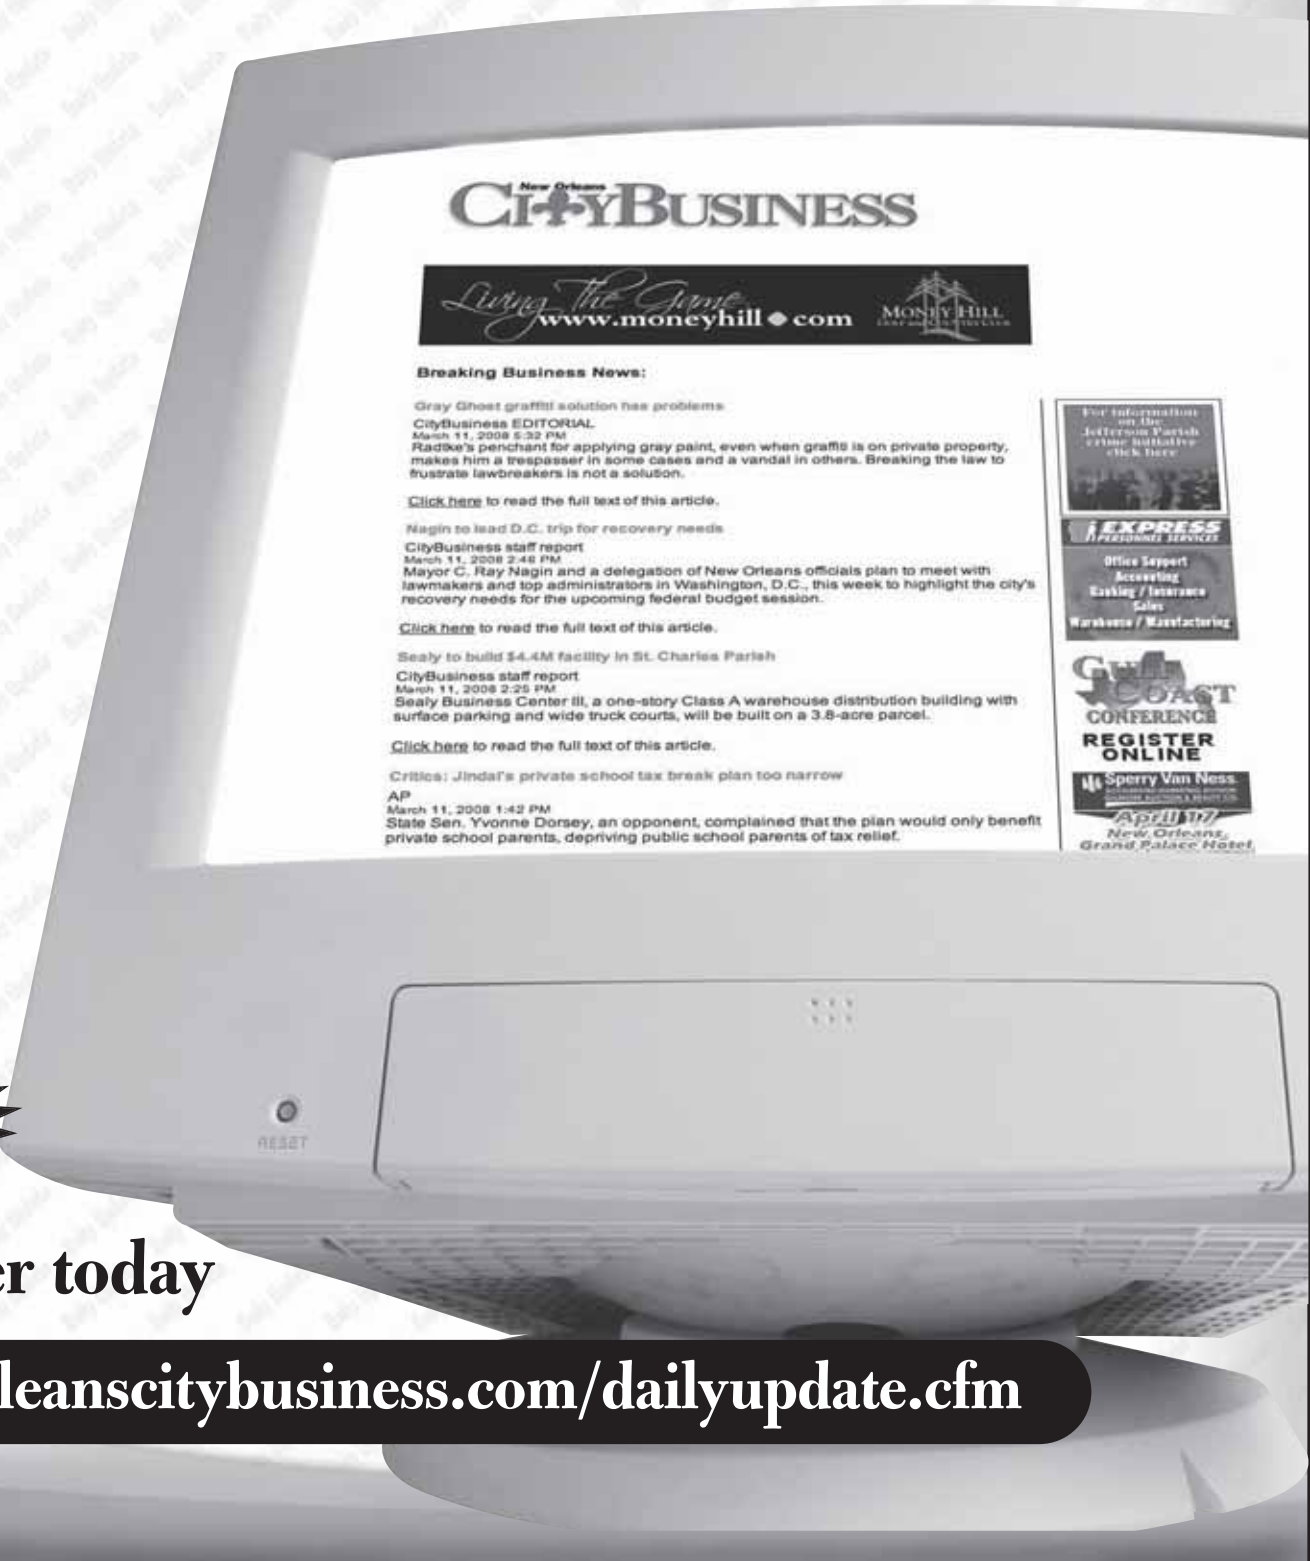 New Orleans
CITYBUSINESS
Living The Game
www.moneyhill.com
MONEY HILL
GOLF AND COUNTRY CLUB
Breaking Business News:
Gray Ghost graffiti solution has problems
CityBusiness EDITORIAL
March 11, 2008 5:32 PM
Radtke's penchant for applying gray paint, even when graffiti is on private property,
makes him a trespasser in some cases and a vandal in others. Breaking the law to
frustrate lawbreakers is not a solution.
Click here to read the full text of this article.
Nagin to lead D.C. trip for recovery needs
CityBusiness staff report
March 11, 2008 2:48 PM
Mayor C. Ray Nagin and a delegation of New Orleans officials plan to meet with
lawmakers and top administrators in Washington, D.C., this week to highlight the city's
recovery needs for the upcoming federal budget session.
Click here to read the full text of this article.
Sealy to build $4.4M facility in St. Charles Parish
CityBusiness staff report
March 11, 2008 2:25 PM
Sealy Business Center III, a one-story Class A warehouse distribution building with
surface parking and wide truck courts, will be built on a 3.8-acre parcel.
Click here to read the full text of this article.
Critics: Jindal's private school tax break plan too narrow
AP
March 11, 2008 1:42 PM
State Sen. Yvonne Dorsey, an opponent, complained that the plan would only benefit
private school parents, depriving public school parents of tax relief.
For information
on the
Jefferson Parish
crime initiative
click here
EXPRESS
PERSONNEL SERVICES
Office Support
Accounting
Banking / Insurance
Sales
Warehouse / Manufacturing
Gulf
COAST
CONFERENCE
REGISTER
ONLINE
Sperry Van Ness
April 17
New Orleans,
Grand Palace Hotel
RESET
er today
leanscitybusiness.com/dailyupdate.cfm
Daily Update